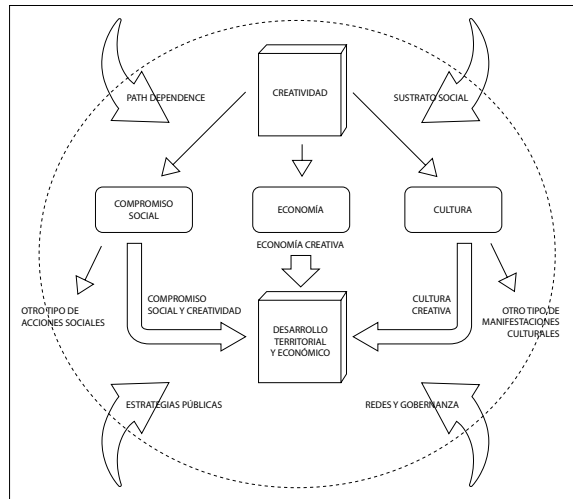 CREATIVIDAD
PATH DEPENDENCE
SUSTRATO SOCIAL
COMPROMISO
SOCIAL
ECONOMÍA
CULTURA
ECONOMÍA CREATIVA
OTRO TIPO DE
ACCIONES SOCIALES
COMPROMISO
SOCIAL Y CREATIVIDAD
DESARROLLO
TERRITORIAL
Y ECONÓMICO
CULTURA
CREATIVA
OTRO TIPO DE
MANIFESTACIONES
CULTURALES
ESTRATEGIAS PÚBLICAS
REDES Y GOBERNANZA